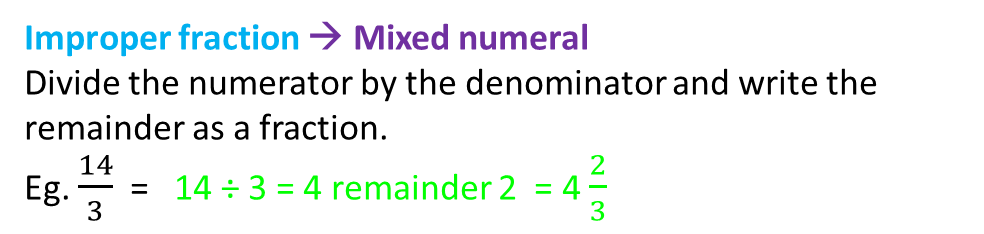 Improper fraction → Mixed numeral
Divide the numerator by the denominator and write the
remainder as a fraction.
Eg. 14/3 = 14 ÷ 3 = 4 remainder 2 = 4 2/3